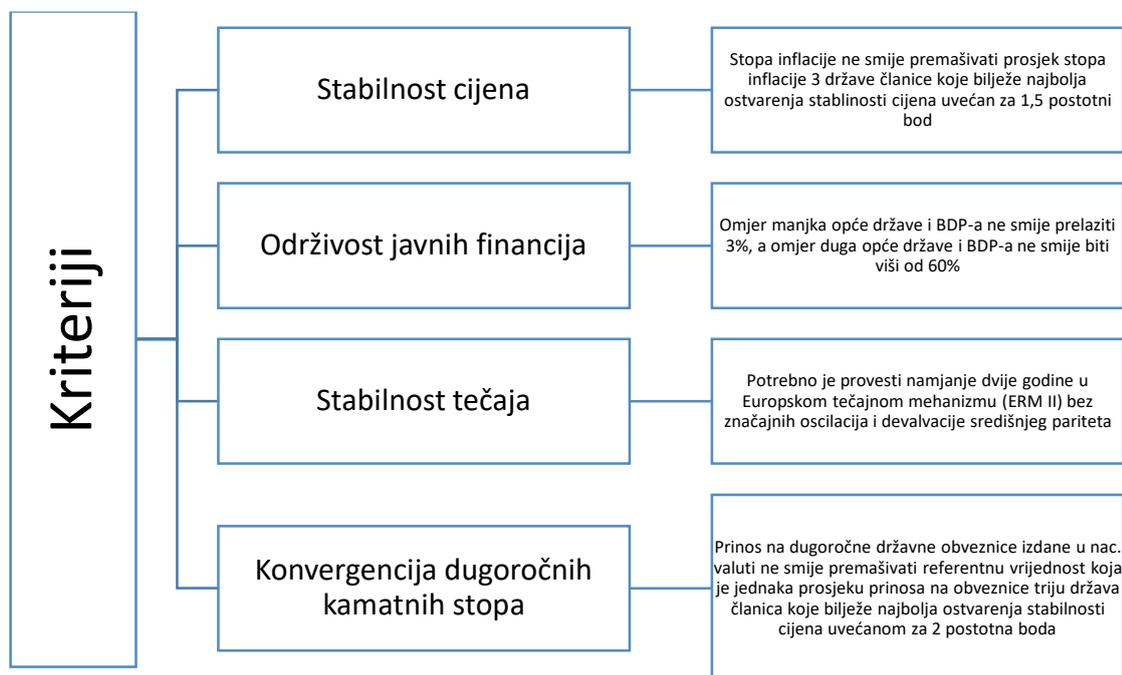 Kriteriji
Stabilnost cijena
Stopa inflacije ne smije premašivati prosjek stopa
inflacije 3 države članice koje bilježe najbolja
ostvarenja stablinosti cijena uvećan za 1,5 postotni
bod
Održivost javnih financija
Omjer manjka opće države i BDP-a ne smije prelaziti
3%, a omjer duga opće države i BDP-a ne smije biti
viši od 60%
Stabilnost tečaja
Potrebno je provesti namjanje dvije godine u
Europskom tečajnom mehanizmu (ERM II) bez
značajnih oscilacija i devalvacije središnjeg pariteta
Konvergencija dugoročnih
kamatnih stopa
Prinos na dugoročne državne obveznice izdane u nac.
valuti ne smije premašivati referentnu vrijednost koja
je jednaka prosjeku prinosa na obveznice triju država
članica koje bilježe najbolja ostvarenja stabilnosti
cijena uvećanom za 2 postotna boda